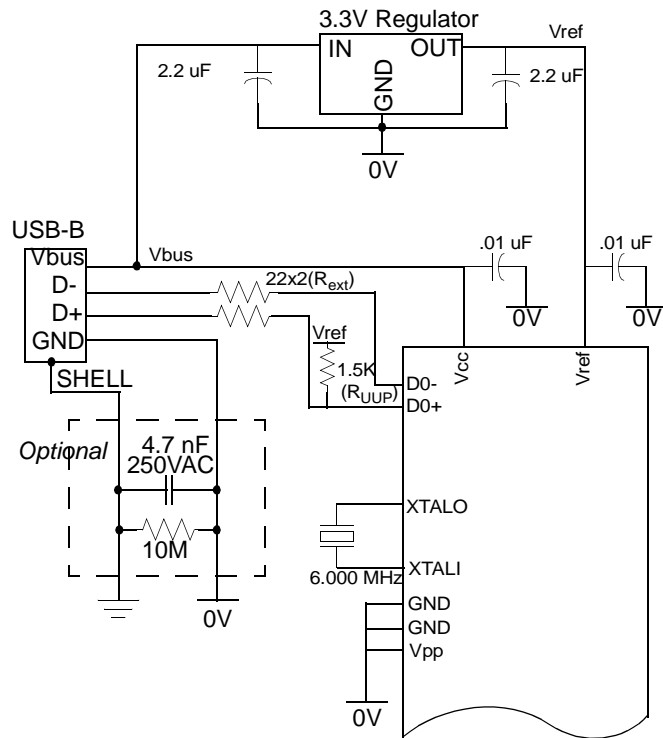 3.3V Regulator
IN
OUT
GND
Vref
2.2 uF
2.2 uF
0V
USB-B
Vbus
D-
D+
GND
SHELL
Vbus
22x2(Rext)
.01 uF
0V
.01 uF
0V
Vref
1.5K
(RUUP)
Vcc
Vref
D0-
D0+
Optional
4.7 nF
250VAC
10M
0V
XTALO
6.000 MHz
XTALI
GND
GND
Vpp
0V